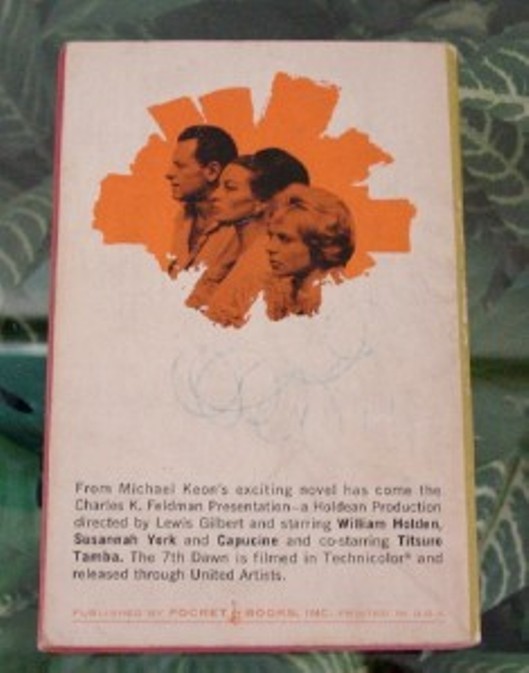 From Michael Keon's exciting novel has come the
Charles K. Feldman Presentation—a Holdean Production
directed by Lewis Gilbert and starring William Holden,
Susannah York and Capucine and co-starring Titsure
Tamba. The 7th Dawn is filmed in Technicolor® and
released through United Artists.
PUBLISHED BY POCKET BOOKS, INC. PRINTED IN U.S.A.